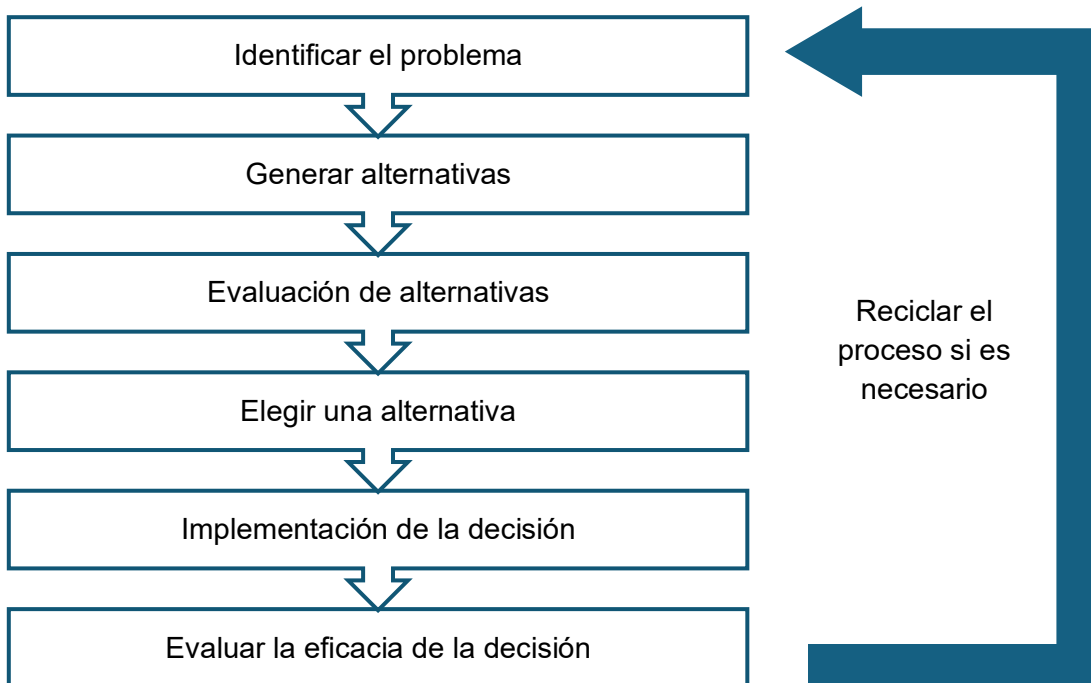 Identificar el problema
Generar alternativas
Evaluación de alternativas
Elegir una alternativa
Implementación de la decisión
Evaluar la eficacia de la decisión
Reciclar el
proceso si es
necesario